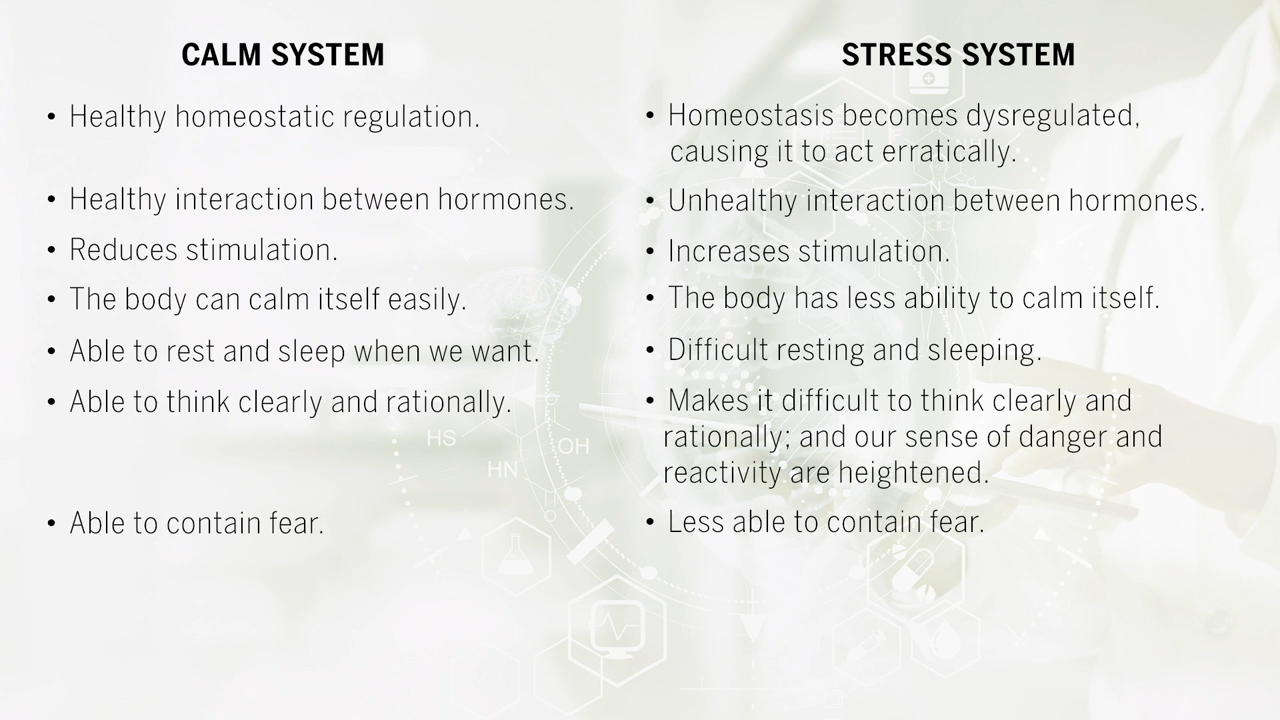 CALM SYSTEM
• Healthy homeostatic regulation.
• Healthy interaction between hormones.
• Reduces stimulation.
• The body can calm itself easily.
• Able to rest and sleep when we want.
• Able to think clearly and rationally.
• Able to contain fear.
STRESS SYSTEM
• Homeostasis becomes dysregulated,
causing it to act erratically.
• Unhealthy interaction between hormones.
• Increases stimulation.
• The body has less ability to calm itself.
• Difficult resting and sleeping.
• Makes it difficult to think clearly and
rationally; and our sense of danger and
reactivity are heightened.
• Less able to contain fear.
HS
OH
HN